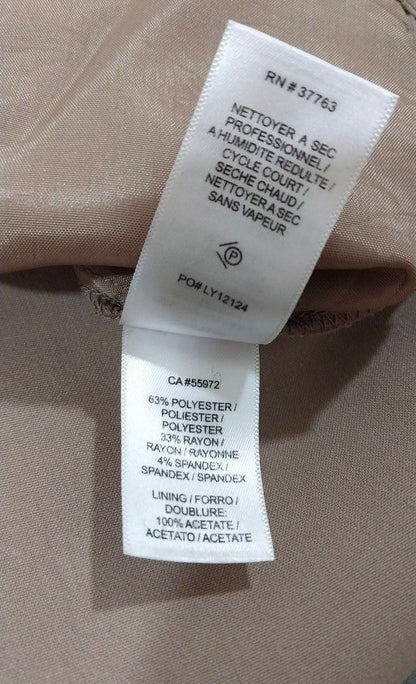 RN # 37763
NETTOYER A SEC
PROFESSIONNEL/
A HUMIDITE REDUITE/
CYCLE COURT/
SECHE CHAUD/
NETTOYER A SEC
SANS VAPEUR
P
PO# LY12124
CA #55972
63% POLYESTER /
POLIESTER /
POLYESTER
33% RAYON /
RAYON / RAYONNE
4% SPANDEX /
SPANDEX / SPANDEX
LINING / FORRO /
DOUBLURE:
100% ACETATE /
ACETATO / ACETATE